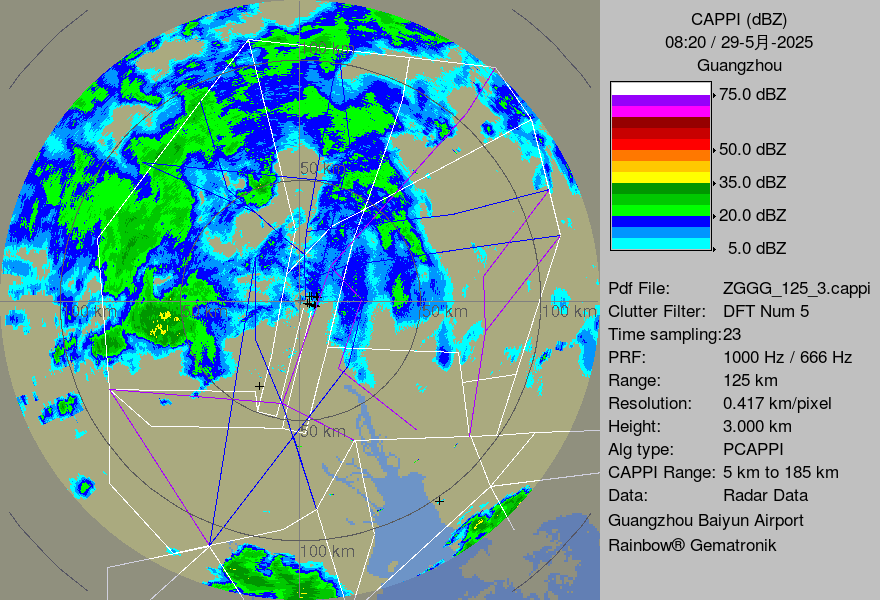 CAPPI (dBZ)
08:20 / 29-5月-2025
Guangzhou
75.0 dBZ
50.0 dBZ
35.0 dBZ
20.0 dBZ
5.0 dBZ
Pdf File: ZGGG_125_3.cappi
Clutter Filter: DFT Num 5
Time sampling:23
PRF: 1000 Hz / 666 Hz
Range: 125 km
Resolution: 0.417 km/pixel
Height: 3.000 km
Alg type: PCAPPI
CAPPI Range: 5 km to 185 km
Data: Radar Data
Guangzhou Baiyun Airport
Rainbow® Gematronik
100 km
50 km
100 km
50 km
50 km
100 km
50 km
100 km